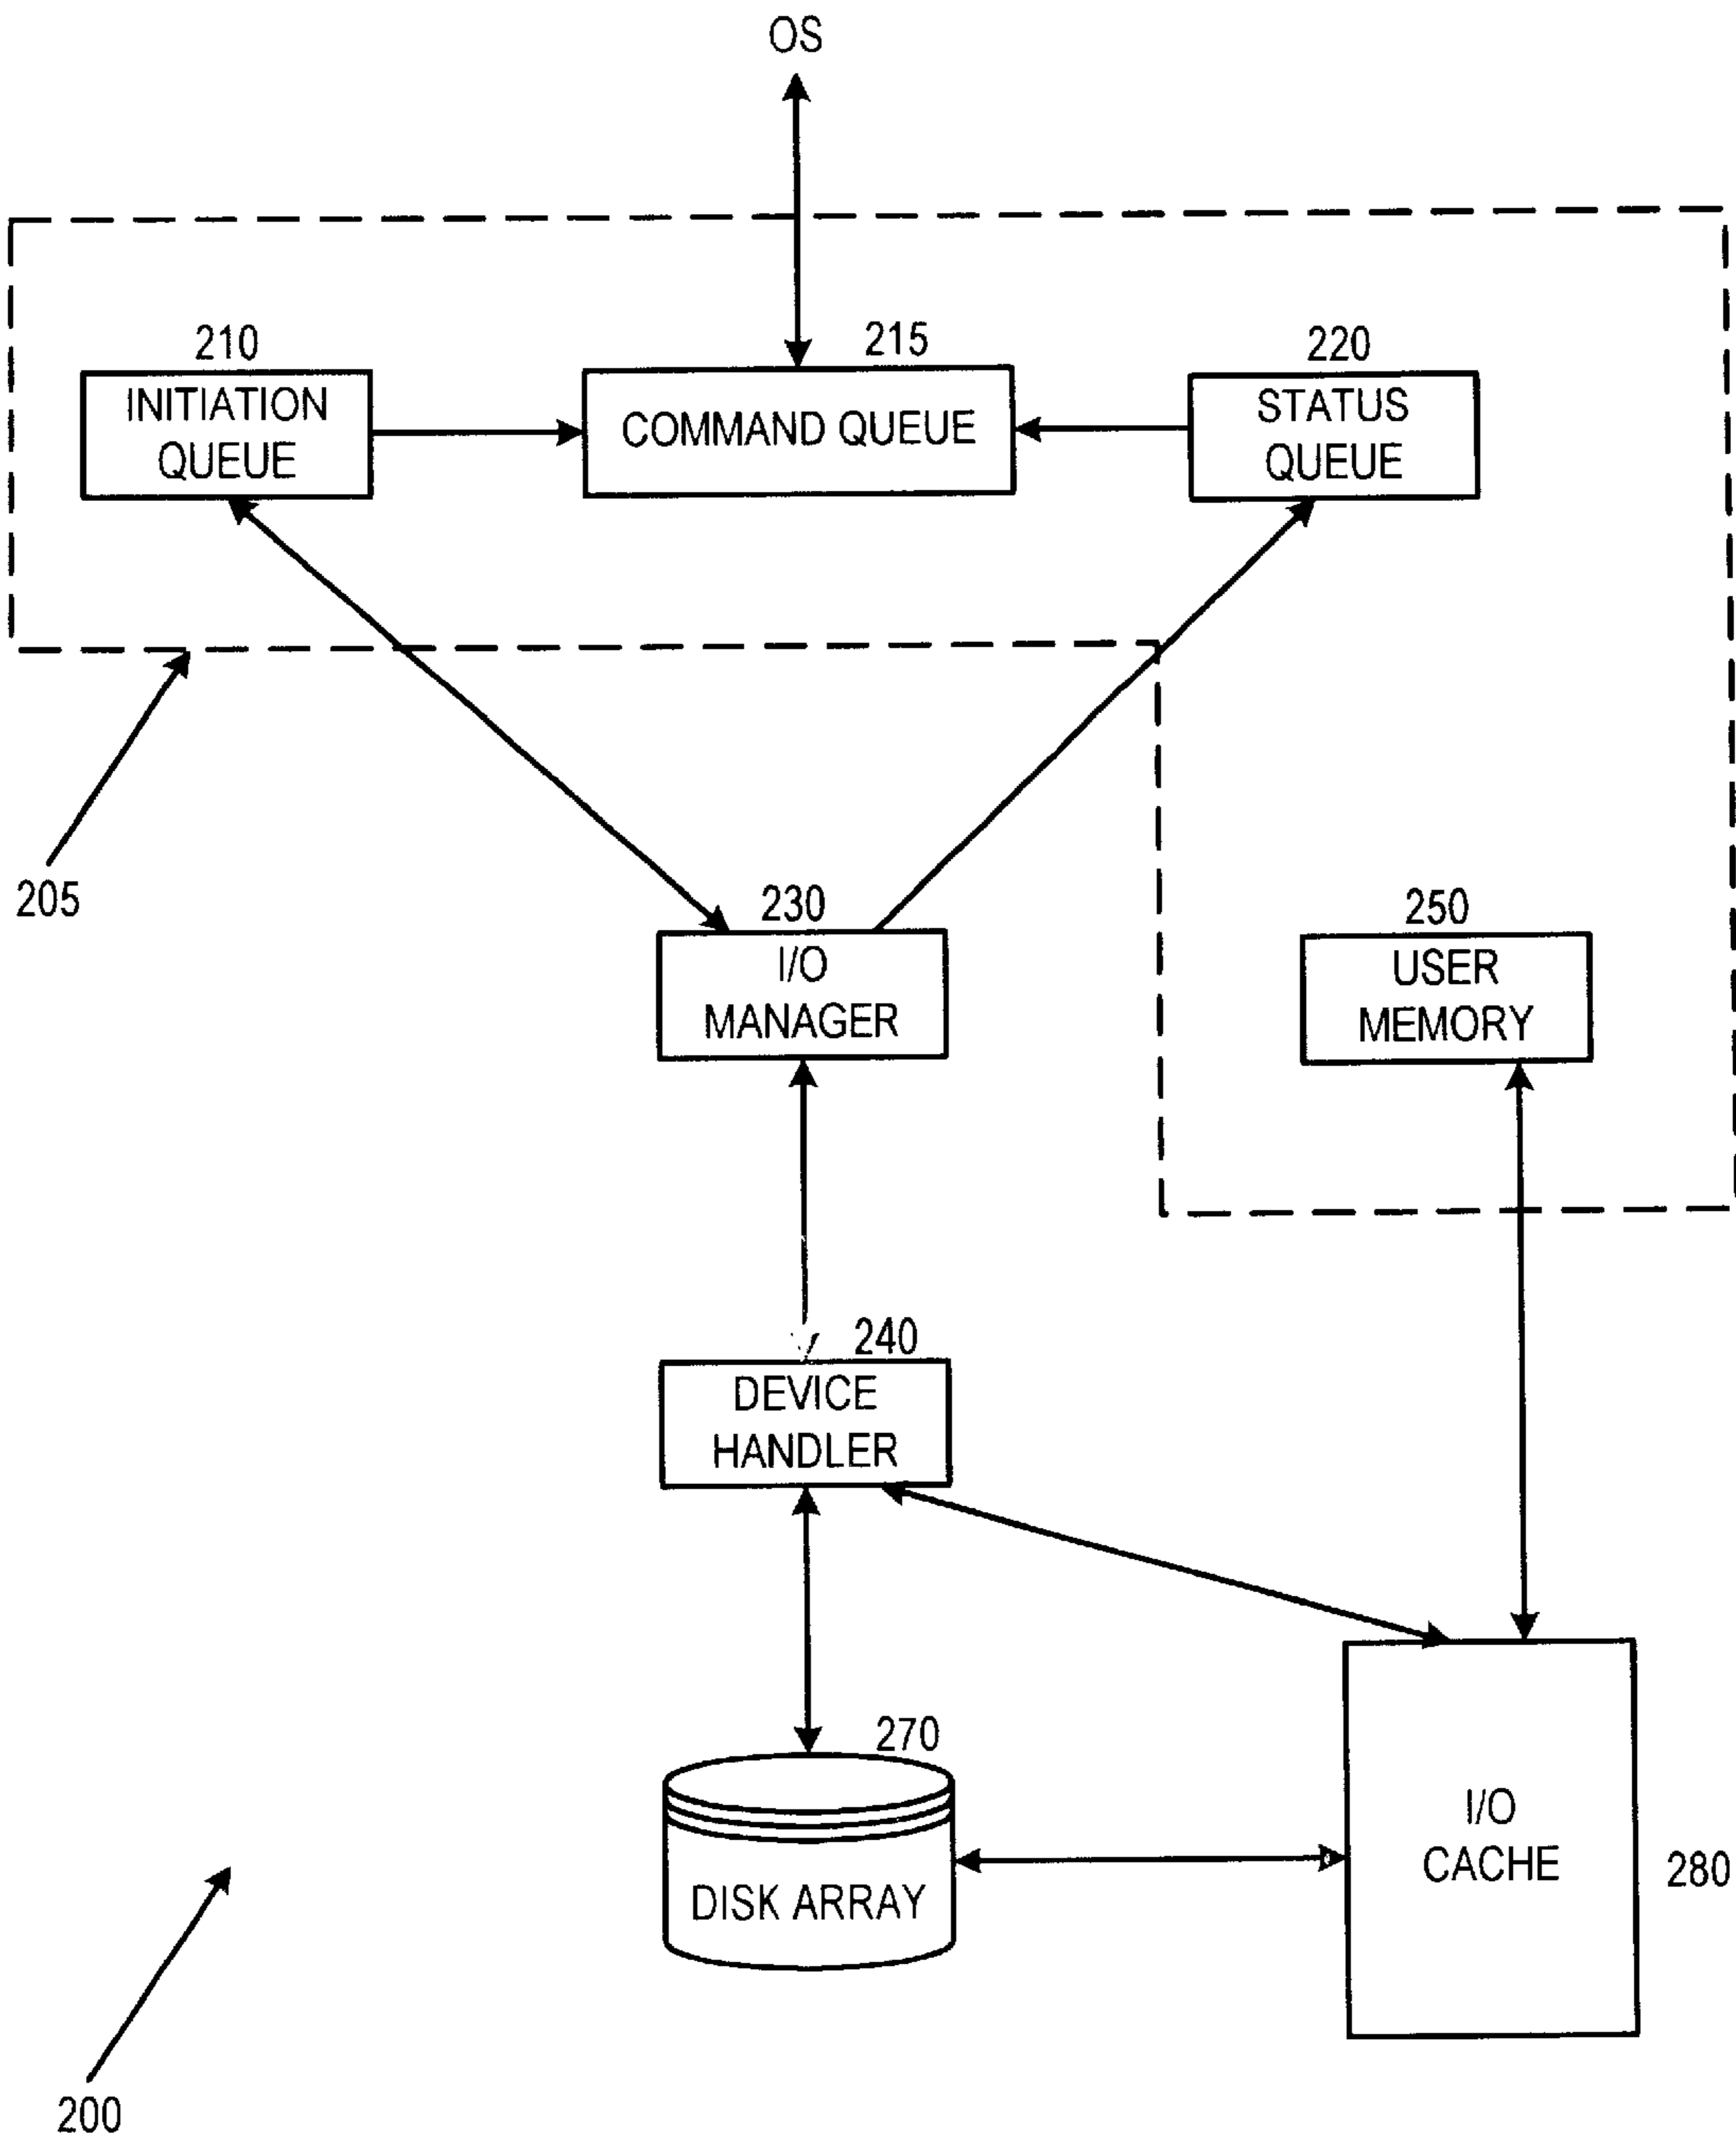 OS
210
INITIATION
QUEUE
215
COMMAND QUEUE
220
STATUS
QUEUE
205
230
I/O
MANAGER
250
USER
MEMORY
240
DEVICE
HANDLER
270
DISK ARRAY
I/O
CACHE
280
200